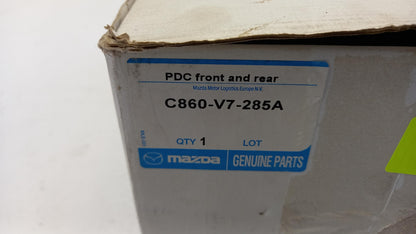 PDC front and rear
Mazda Motor Logistics Europe N.V.
C860-V7-285A
QTY 1 LOT
mazda GENUINE PARTS